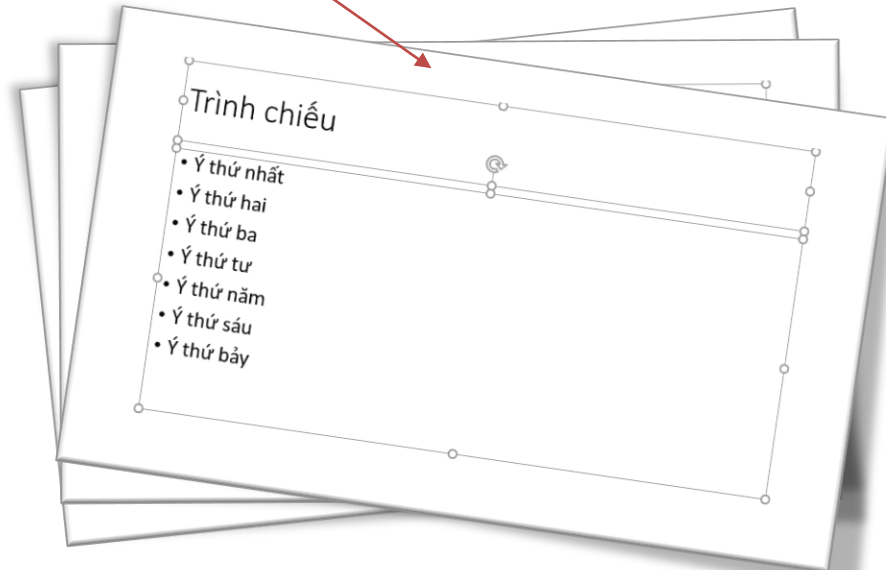 Trình chiếu
• Ý thứ nhất
• Ý thứ hai
• Ý thứ ba
• Ý thứ tư
• Ý thứ năm
• Ý thứ sáu
• Ý thứ bảy